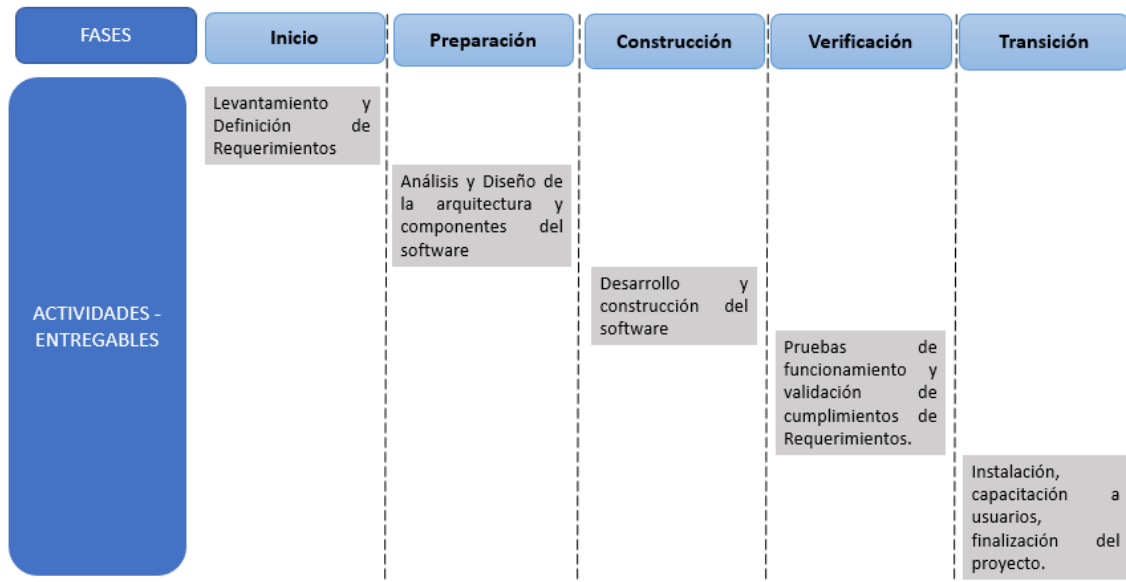 FASES
Inicio
Preparación
Construcción
Verificación
Transición
ACTIVIDADES -
ENTREGABLES
Levantamiento y
Definición de
Requerimientos
Análisis y Diseño de
la arquitectura y
componentes del
software
Desarrollo y
construcción del
software
Pruebas de
funcionamiento y
validación de
cumplimientos de
Requerimientos.
Instalación,
capacitación a
usuarios,
finalización del
proyecto.